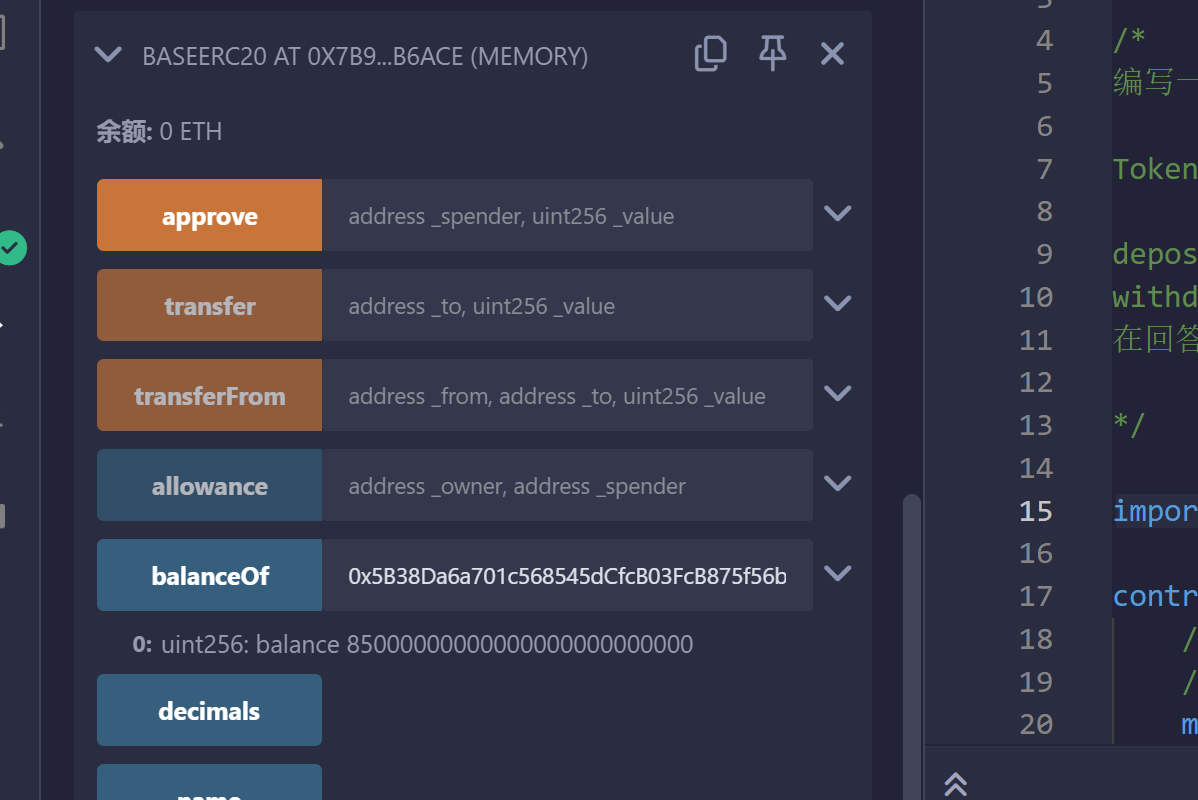 BASEERC20 AT 0X7B9...B6ACE (MEMORY)
余额: 0 ETH
approve address _spender, uint256 _value
transfer address _to, uint256 _value
transferFrom address _from, address _to, uint256 _value
allowance address _owner, address _spender
balanceOf 0x5B38Da6a701c568545dCfcB03FcB875f56b
0: uint256: balance 85000000000000000000000000
decimals
name
4 /*
5 编写一
6
7 Token
8
9 depos
10 withd
11 在回答
12
13 */
14
15 impor
16
17 contr
18 /
19 /
20 m